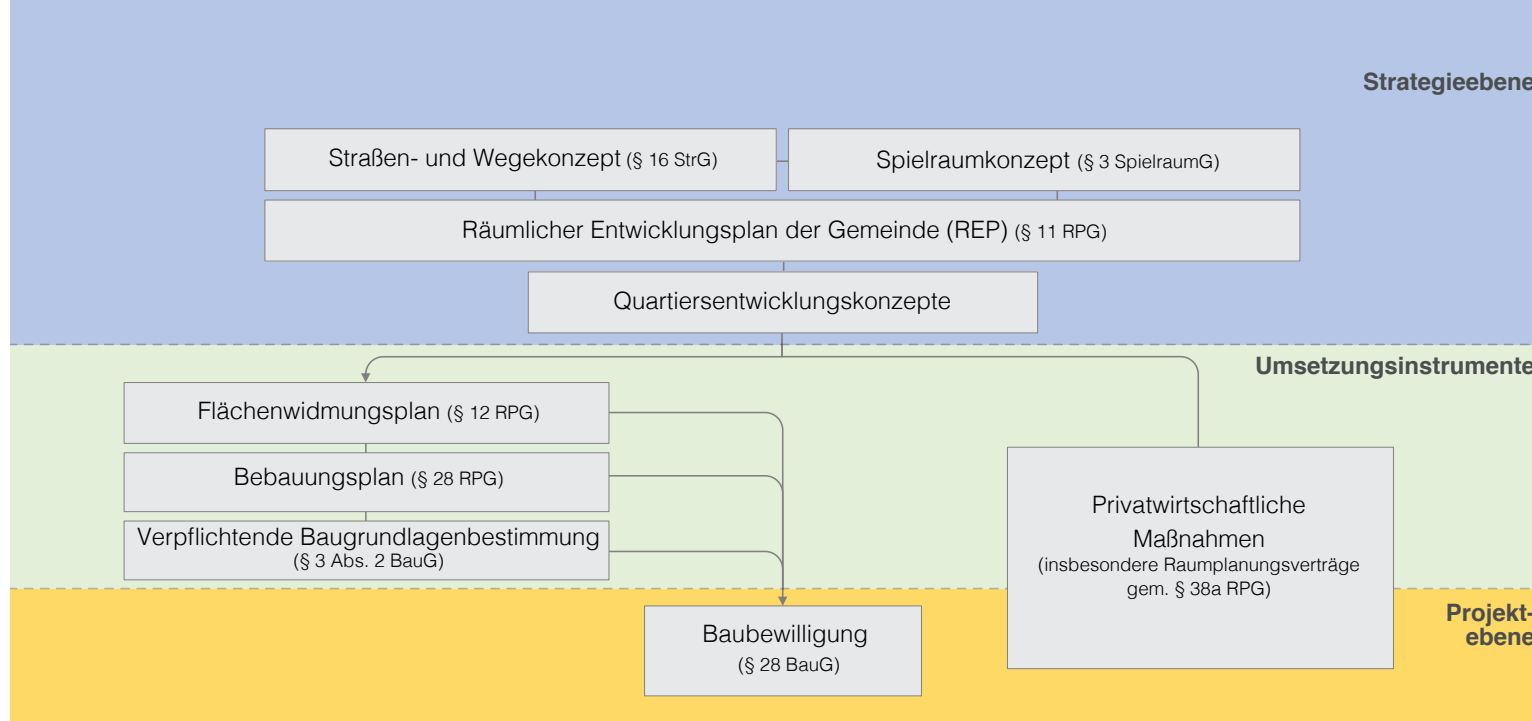 Strategieebene
Straßen- und Wegekonzept (§ 16 StrG)
Spielraumkonzept (§ 3 SpielraumG)
Räumlicher Entwicklungsplan der Gemeinde (REP) (§ 11 RPG)
Quartiersentwicklungskonzepte
Umsetzungsinstrumente
Flächenwidmungsplan (§ 12 RPG)
Bebauungsplan (§ 28 RPG)
Verpflichtende Baugrundlagenbestimmung
(§ 3 Abs. 2 BauG)
Privatwirtschaftliche
Maßnahmen
(insbesondere Raumplanungsverträge
gem. § 38a RPG)
Projekt-
ebene
Baubewilligung
(§ 28 BauG)